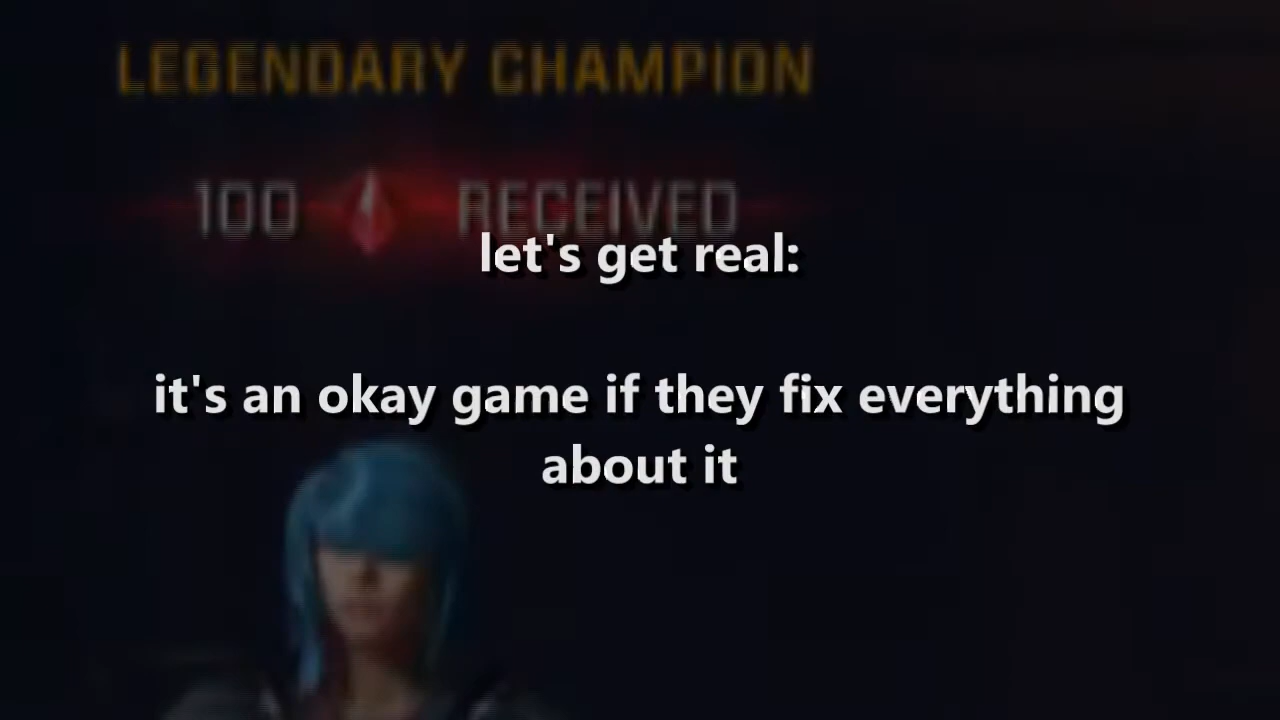 LEGENDARY CHAMPION
100 RECEIVED
let's get real:
it's an okay game if they fix everything
about it